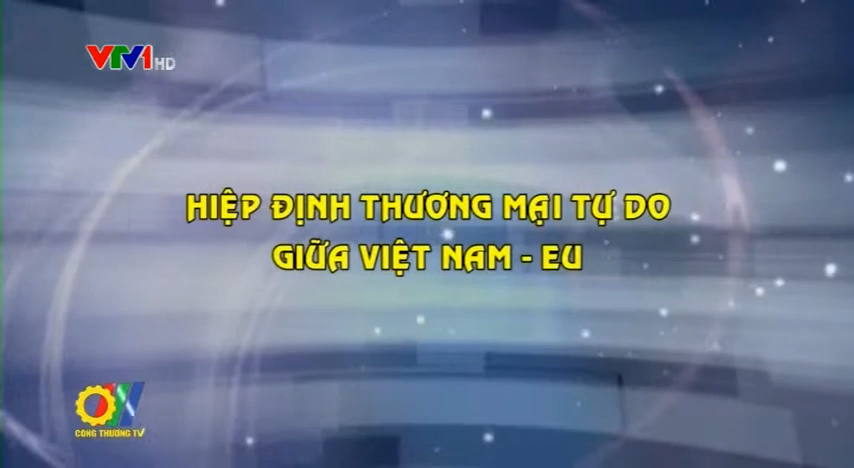 VTV1 HD
HIỆP ĐỊNH THƯƠNG MẠI TỰ DO
GIỮA VIỆT NAM - EU
CÔNG THƯƠNG TV